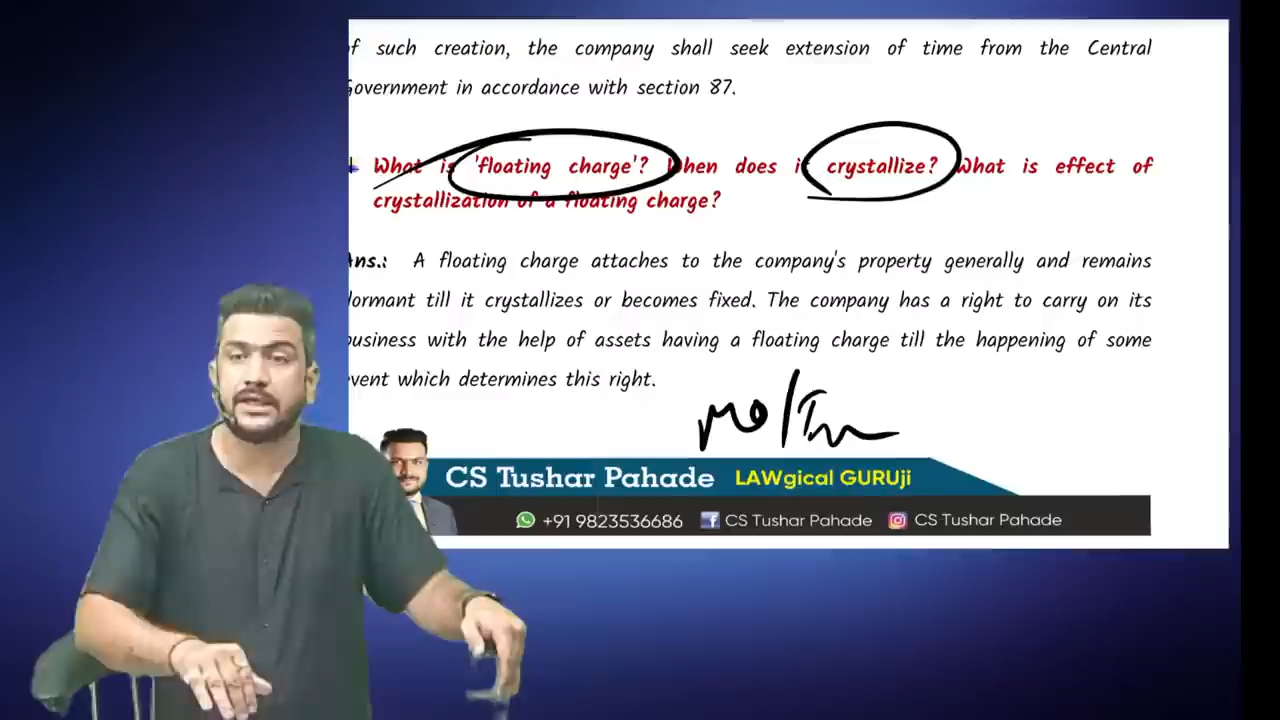 of such creation, the company shall seek extension of time from the Central
Government in accordance with section 87.
What is 'floating charge'? When does it crystallize? What is effect of
crystallization of a floating charge?
Ans.: A floating charge attaches to the company's property generally and remains
dormant till it crystallizes or becomes fixed. The company has a right to carry on its
business with the help of assets having a floating charge till the happening of some
event which determines this right.
CS Tushar Pahade LAWgical GURUji
+91 9823536686 CS Tushar Pahade CS Tushar Pahade